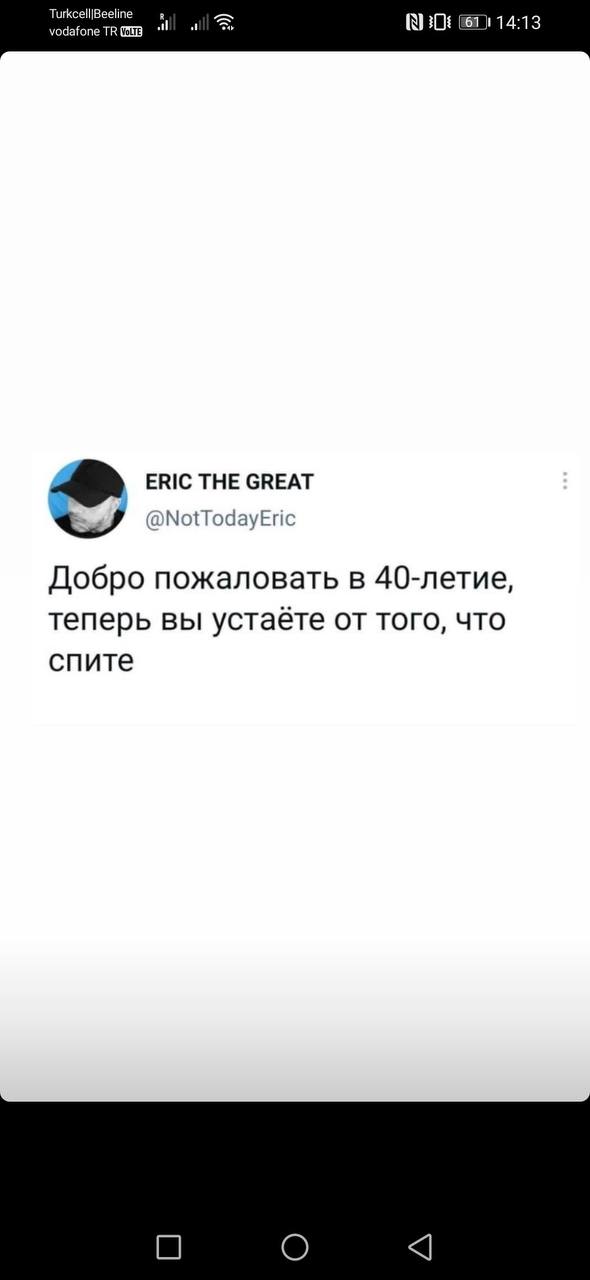 Turkcell|Beeline
vodafone TR VoLTE
R
61
14:13
ERIC THE GREAT
@NotTodayEric
Добро пожаловать в 40-летие,
теперь вы устаёте от того, что
спите